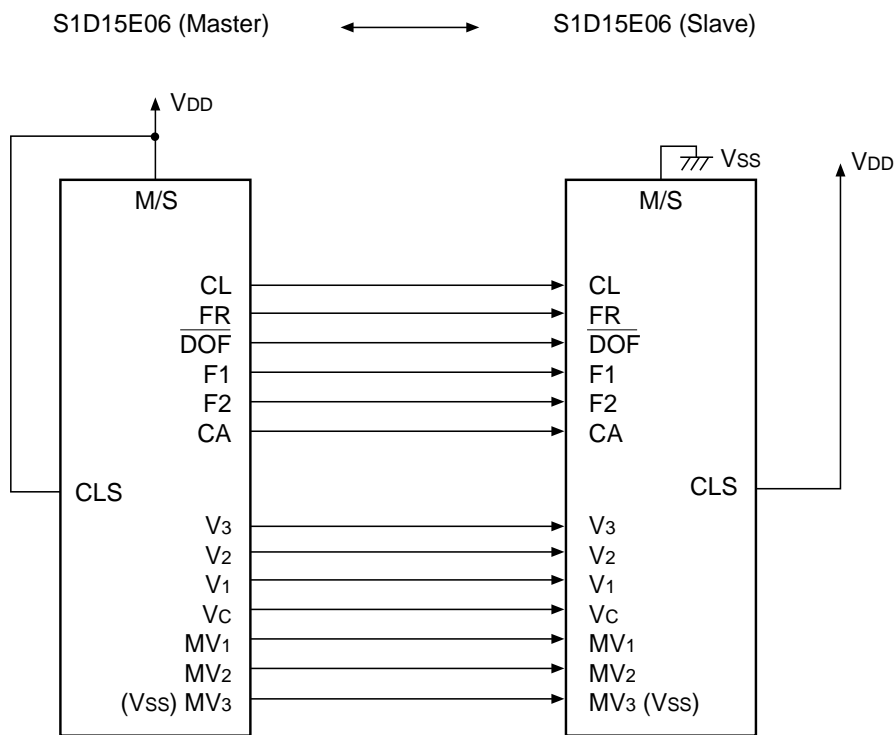 S1D15E06 (Master) S1D15E06 (Slave)
VDD
VSS
VDD
M/S M/S
CL CL
FR FR
DOF DOF
F1 F1
F2 F2
CA CA
CLS CLS
V3 V3
V2 V2
V1 V1
VC VC
MV1 MV1
MV2 MV2
(VSS) MV3 MV3 (VSS)